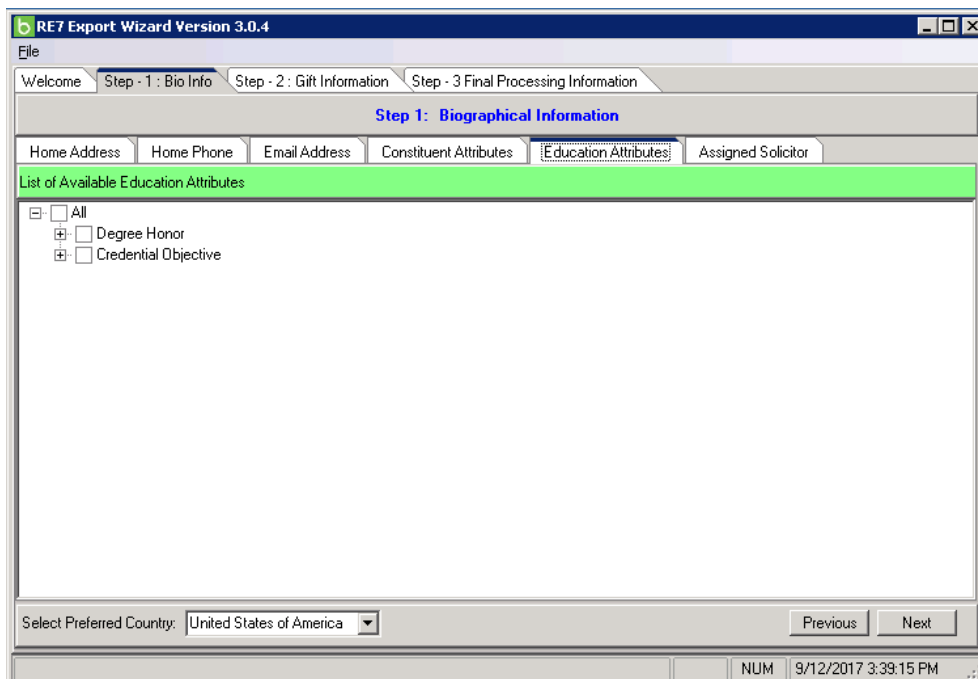 RE7 Export Wizard Version 3.0.4
File
Welcome Step - 1 : Bio Info Step - 2 : Gift Information Step - 3 Final Processing Information
Step 1: Biographical Information
Home Address Home Phone Email Address Constituent Attributes Education Attributes Assigned Solicitor
List of Available Education Attributes
All
Degree Honor
Credential Objective
Select Preferred Country: United States of America Previous Next
NUM 9/12/2017 3:39:15 PM